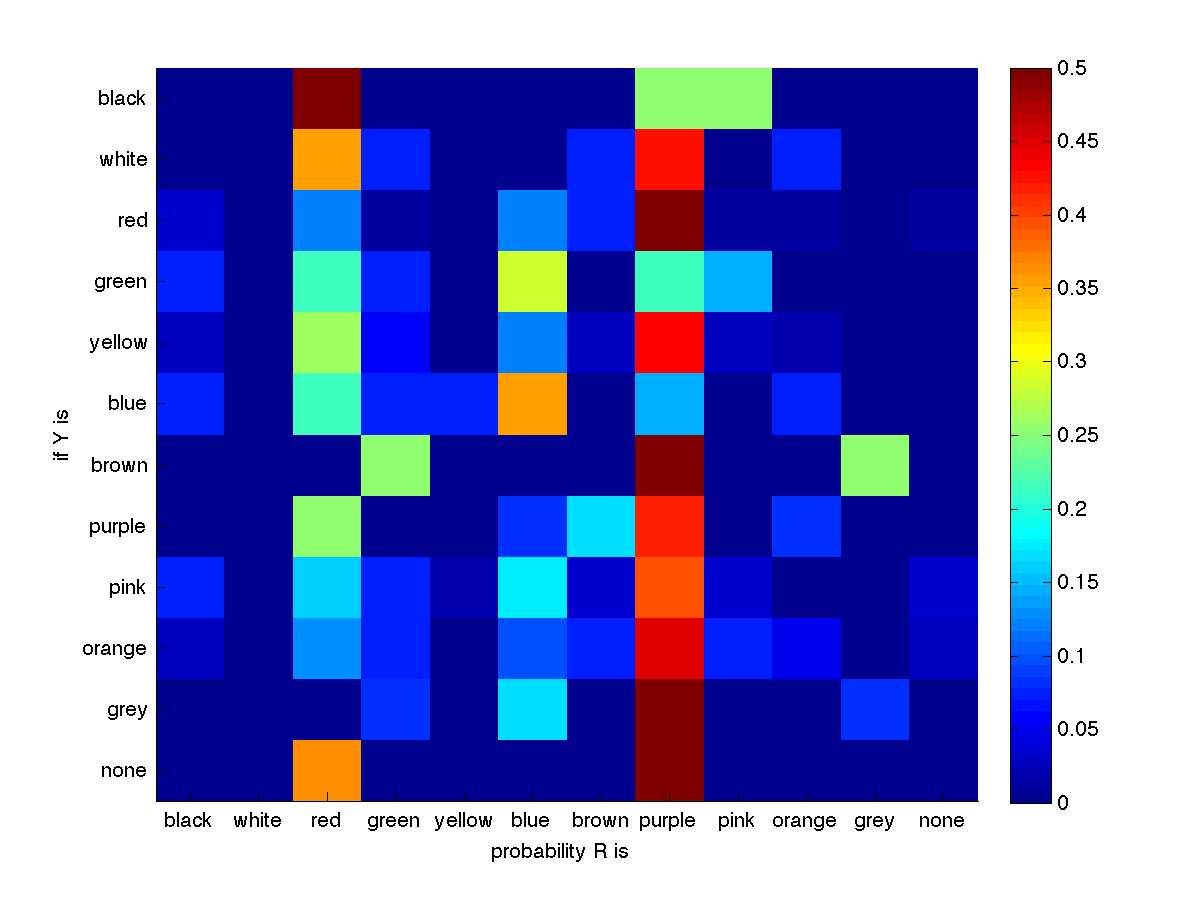 black
white
red
green
yellow
blue
brown
purple
pink
orange
grey
none
if Y is
black white red green yellow blue brown purple pink orange grey none
probability R is
0.5
0.45
0.4
0.35
0.3
0.25
0.2
0.15
0.1
0.05
0